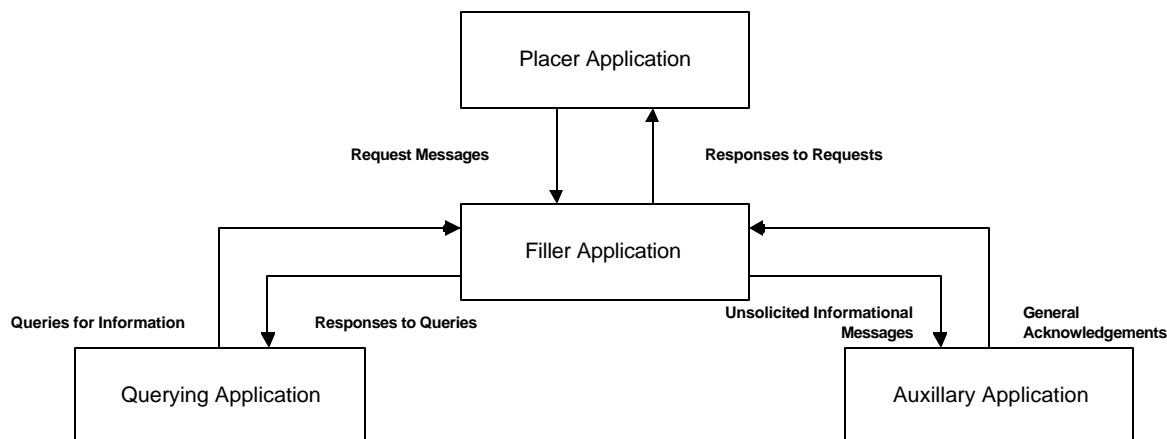 Placer Application
Request Messages
Responses to Requests
Filler Application
Queries for Information
Responses to Queries
Unsolicited Informational
Messages
General
Acknowledgements
Querying Application
Auxillary Application